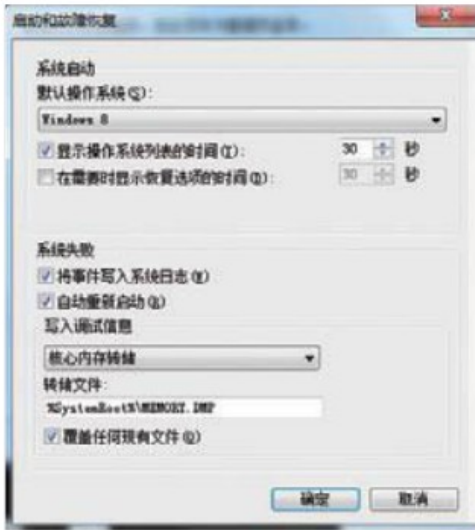 启动和故障恢复
系统启动
默认操作系统(S):
Windows 8
显示操作系统列表的时间(T): 30 秒
在需要时显示恢复选项的时间(D): 30 秒
系统失败
将事件写入系统日志(W)
自动重新启动(R)
写入调试信息
核心内存转储
转储文件:
%SystemRoot%\MEMORY.DMP
覆盖任何现有文件(O)
确定 取消